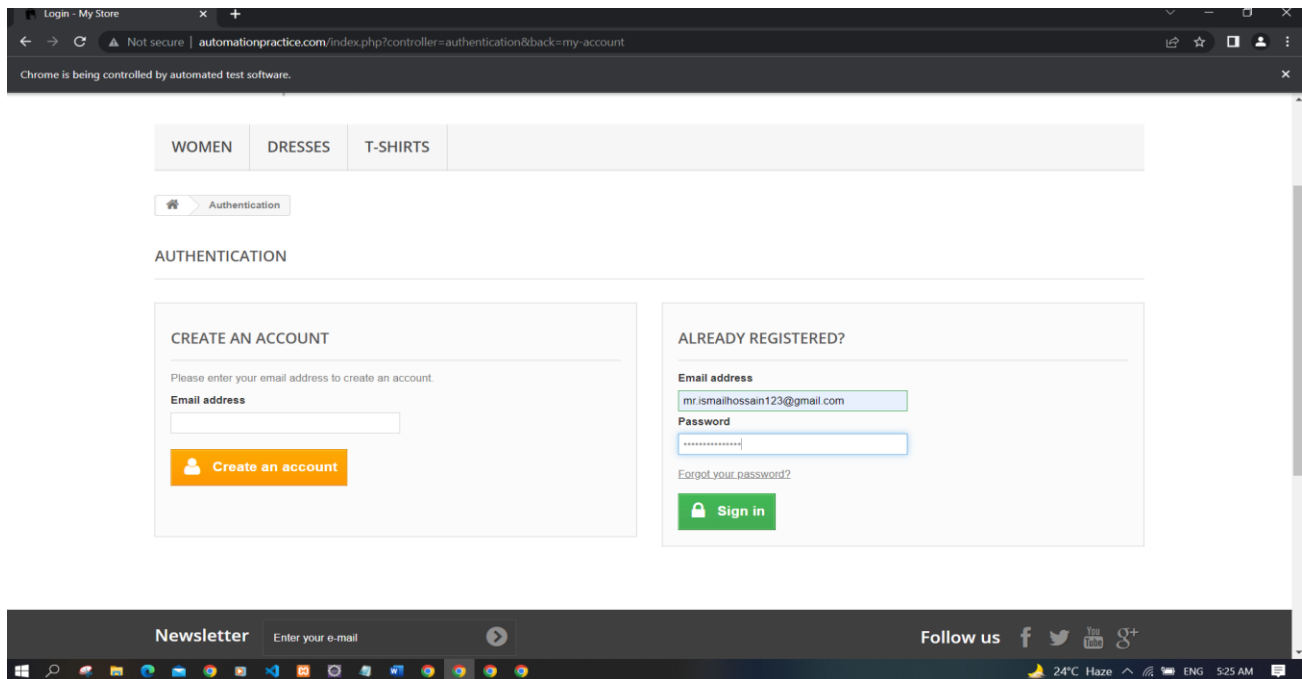 Login - My Store
Not secure | automationpractice.com/index.php?controller=authentication&back=my-account
Chrome is being controlled by automated test software.
WOMEN DRESSES T-SHIRTS
Authentication
AUTHENTICATION
CREATE AN ACCOUNT
Please enter your email address to create an account.
Email address
Create an account
ALREADY REGISTERED?
Email address
mr.ismailhossain123@gmail.com
Password
Forgot your password?
Sign in
Newsletter Enter your e-mail Follow us You Tube g+
24°C Haze ENG 5:25 AM